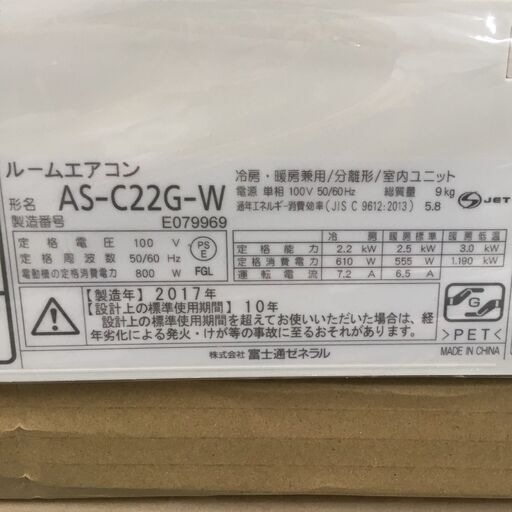 ルームエアコン
冷房・暖房兼用/分離形/室内ユニット
形名 AS-C22G-W
電源 単相100V 50/60Hz 総質量 9kg
通年エネルギー消費効率(JIS C 9612:2013) 5.8
JET
製造番号 E079969
定格電圧 100 V
定格周波数 50/60 Hz
電動機の定格消費電力 800 W
PS
E
FGL
冷房 暖房標準 暖房低温
定格能力 2.2 kW 2.5 kW 3.0 kW
定格消費電力 610 W 555 W 1.190 kW
運転電流 7.2 A 6.5 A
【製造年】2017年
【設計上の標準使用期間】10年
設計上の標準使用期間を超えてお使いいただいた場合は、経
年劣化による発火・けが等の事故に至るおそれがあります。
G
>PET<
MADE IN CHINA
株式会社 富士通ゼネラル